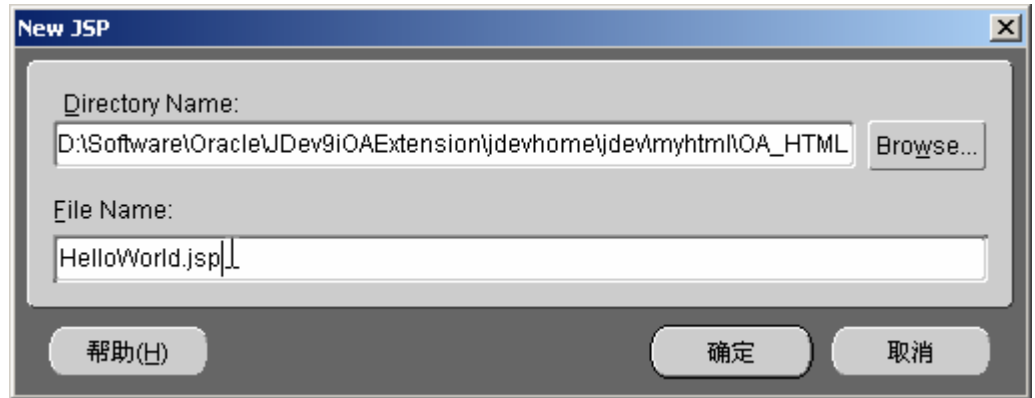 New JSP
Directory Name:
D:\Software\Oracle\JDev9iOAExtension\jdevhome\jdev\myhtml\OA_HTML
Browse...
File Name:
HelloWorld.jsp
帮助(H)
确定
取消